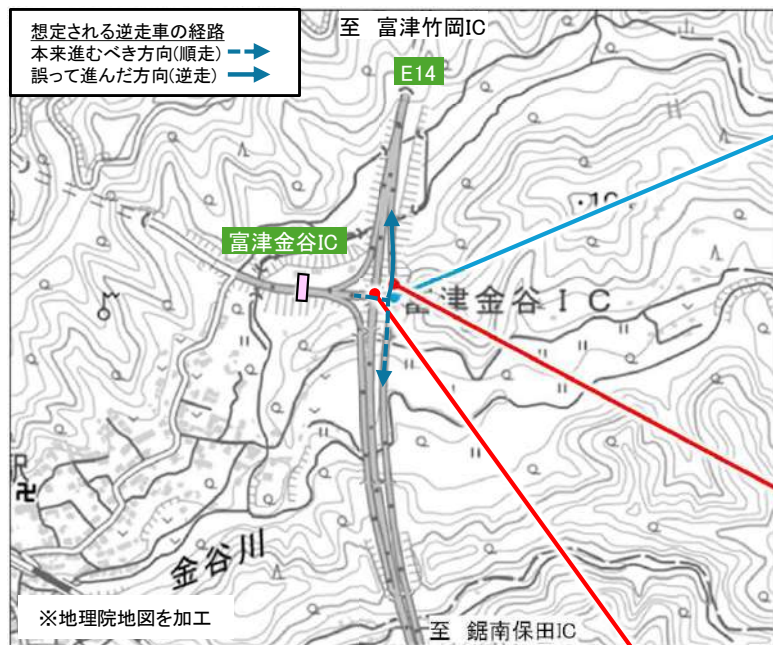 想定される逆走車の経路
本来進むべき方向(順走)
誤って進んだ方向(逆走)
至 富津竹岡IC
E14
富津金谷IC
富津金谷IC
金谷川
※地理院地図を加工
至 鋸南保田IC